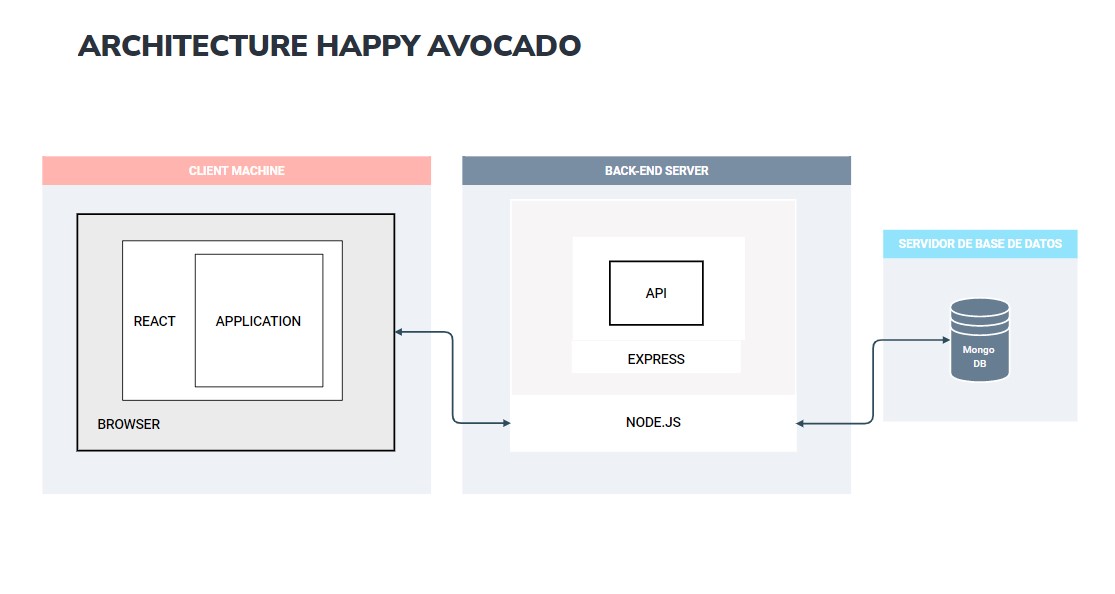 ARCHITECTURE HAPPY AVOCADO
CLIENT MACHINE
REACT
APPLICATION
BROWSER
BACK-END SERVER
API
EXPRESS
NODE.JS
SERVIDOR DE BASE DE DATOS
Mongo
DB